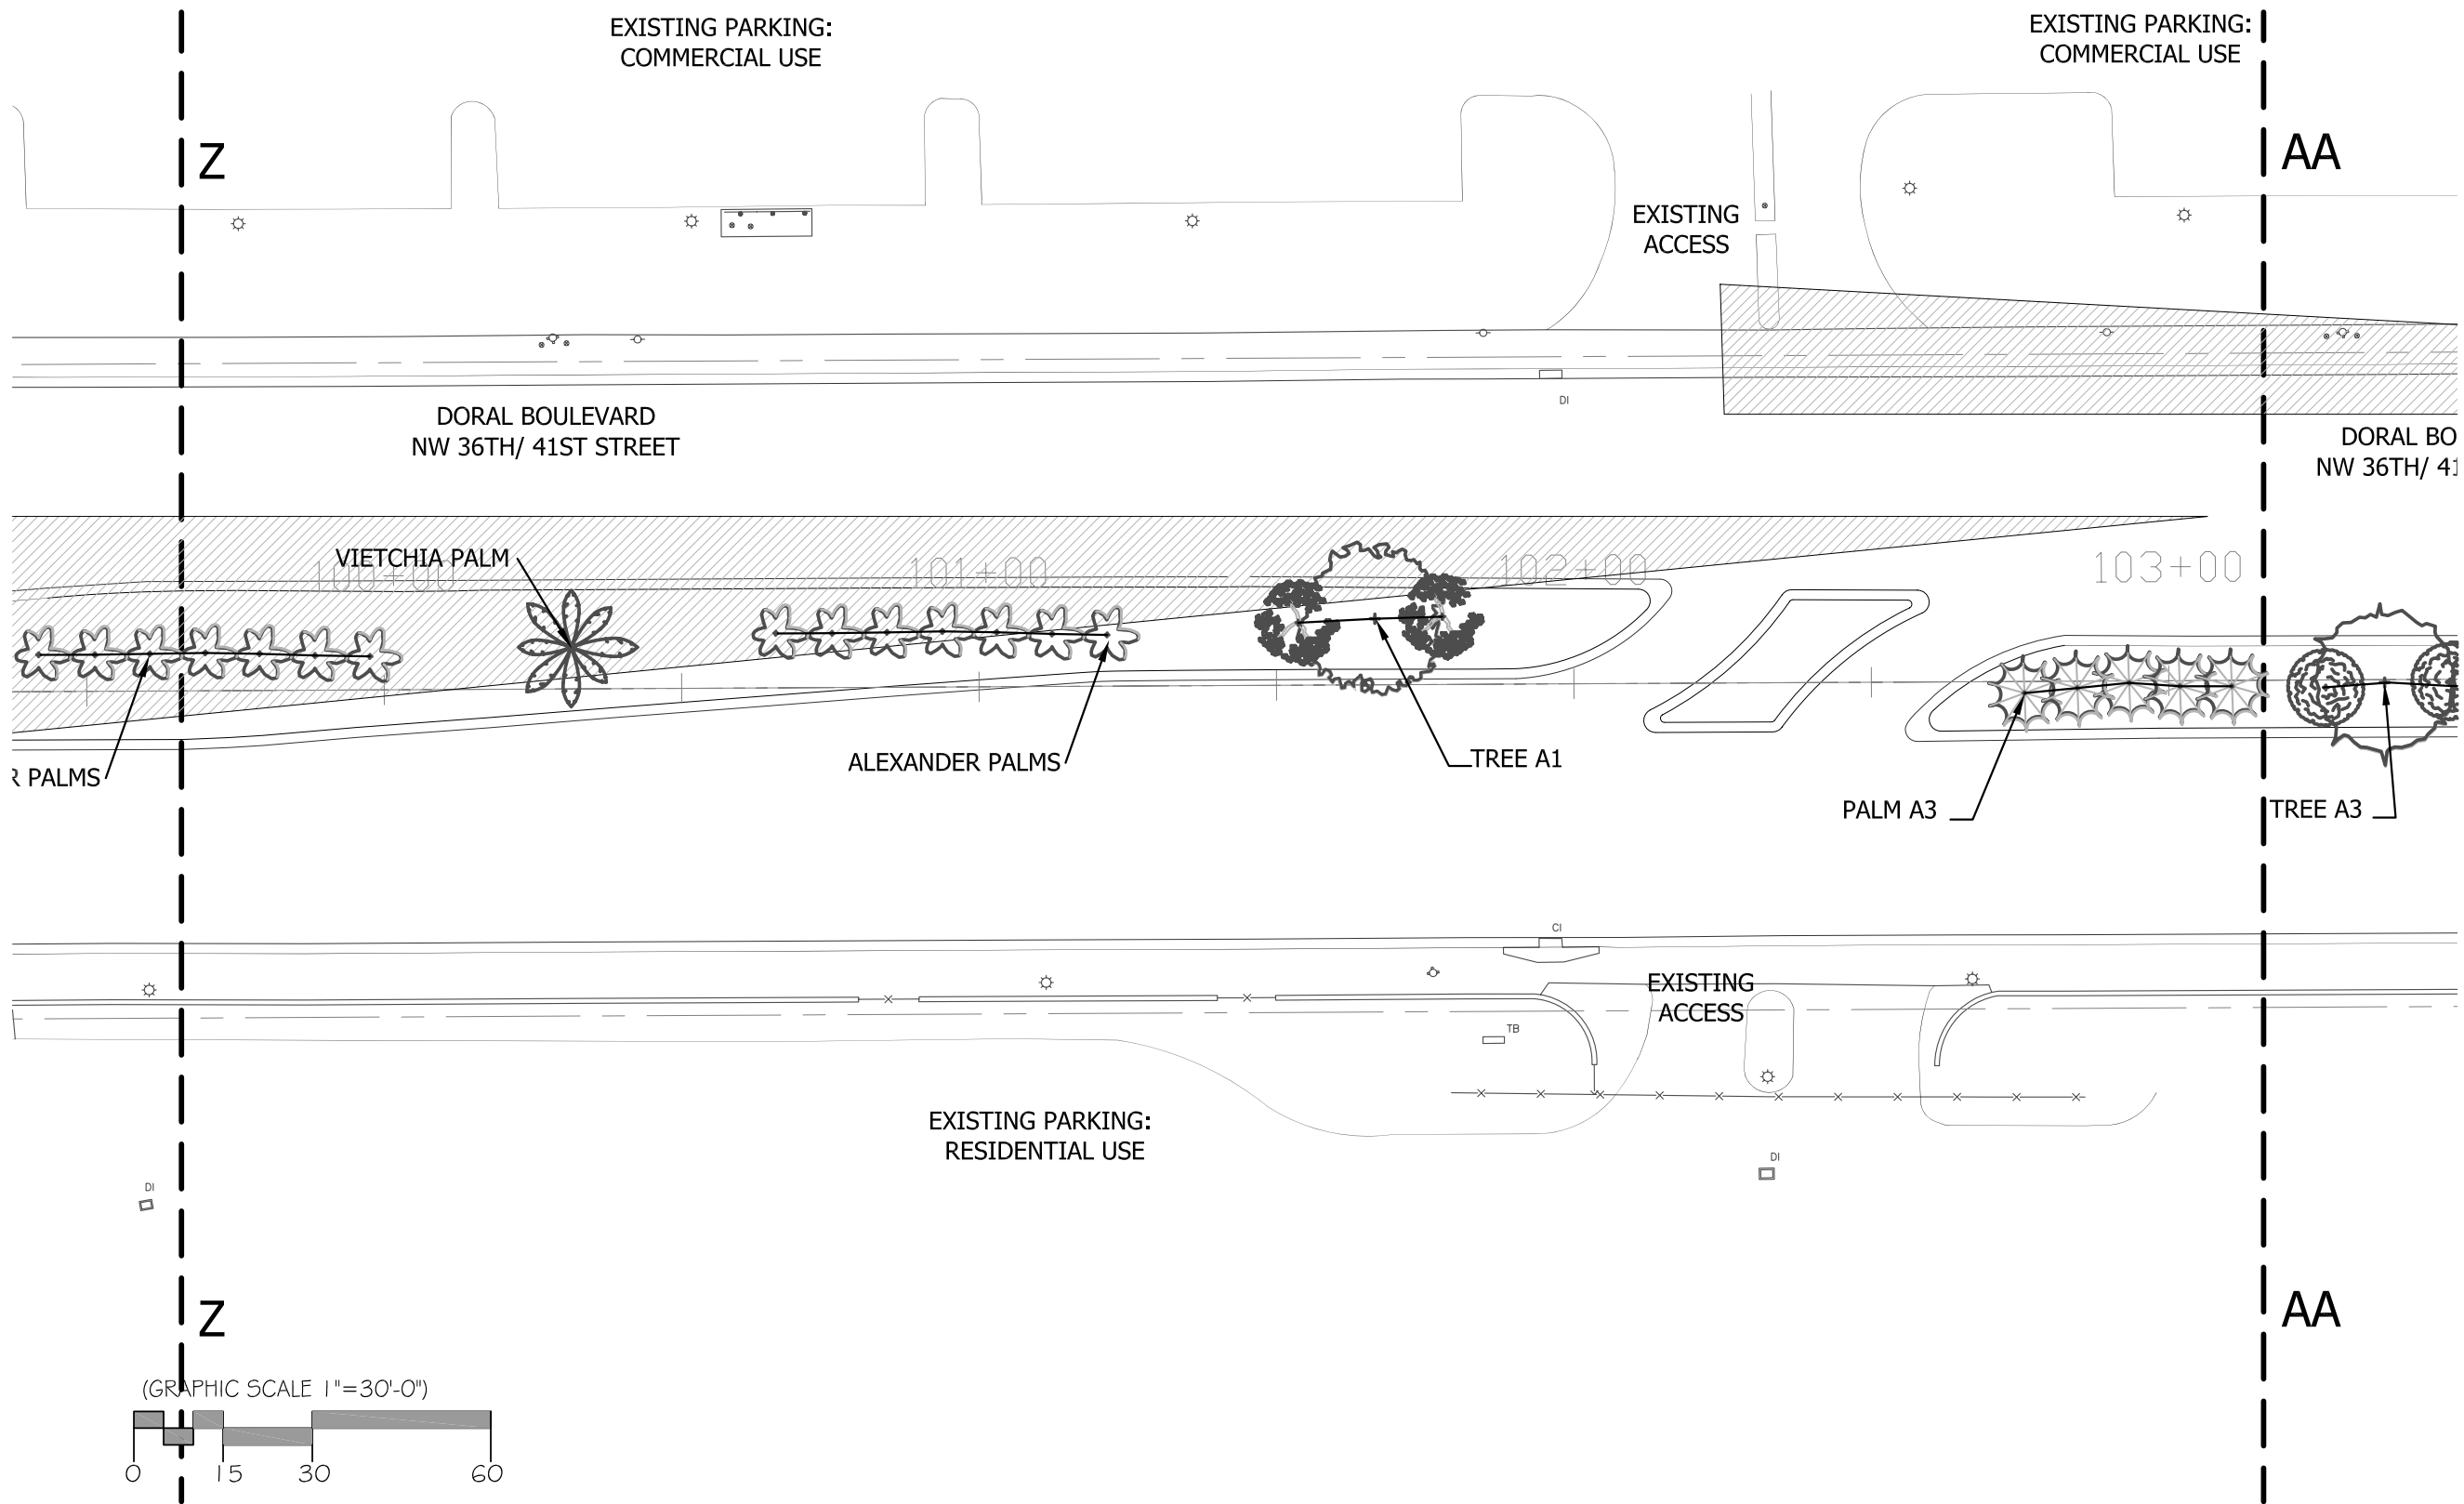 EXISTING PARKING:
COMMERCIAL USE
EXISTING PARKING:
COMMERCIAL USE
Z
AA
EXISTING
ACCESS
DI
DORAL BOULEVARD
NW 36TH/ 41ST STREET
DORAL BO
NW 36TH/ 41
VIETCHIA PALM
100+00
101+00
102+00
103+00
R PALMS
ALEXANDER PALMS
TREE A1
PALM A3
TREE A3
CI
EXISTING
ACCESS
TB
EXISTING PARKING:
RESIDENTIAL USE
DI
DI
Z
AA
(GRAPHIC SCALE 1"=30'-0")
0 15 30 60